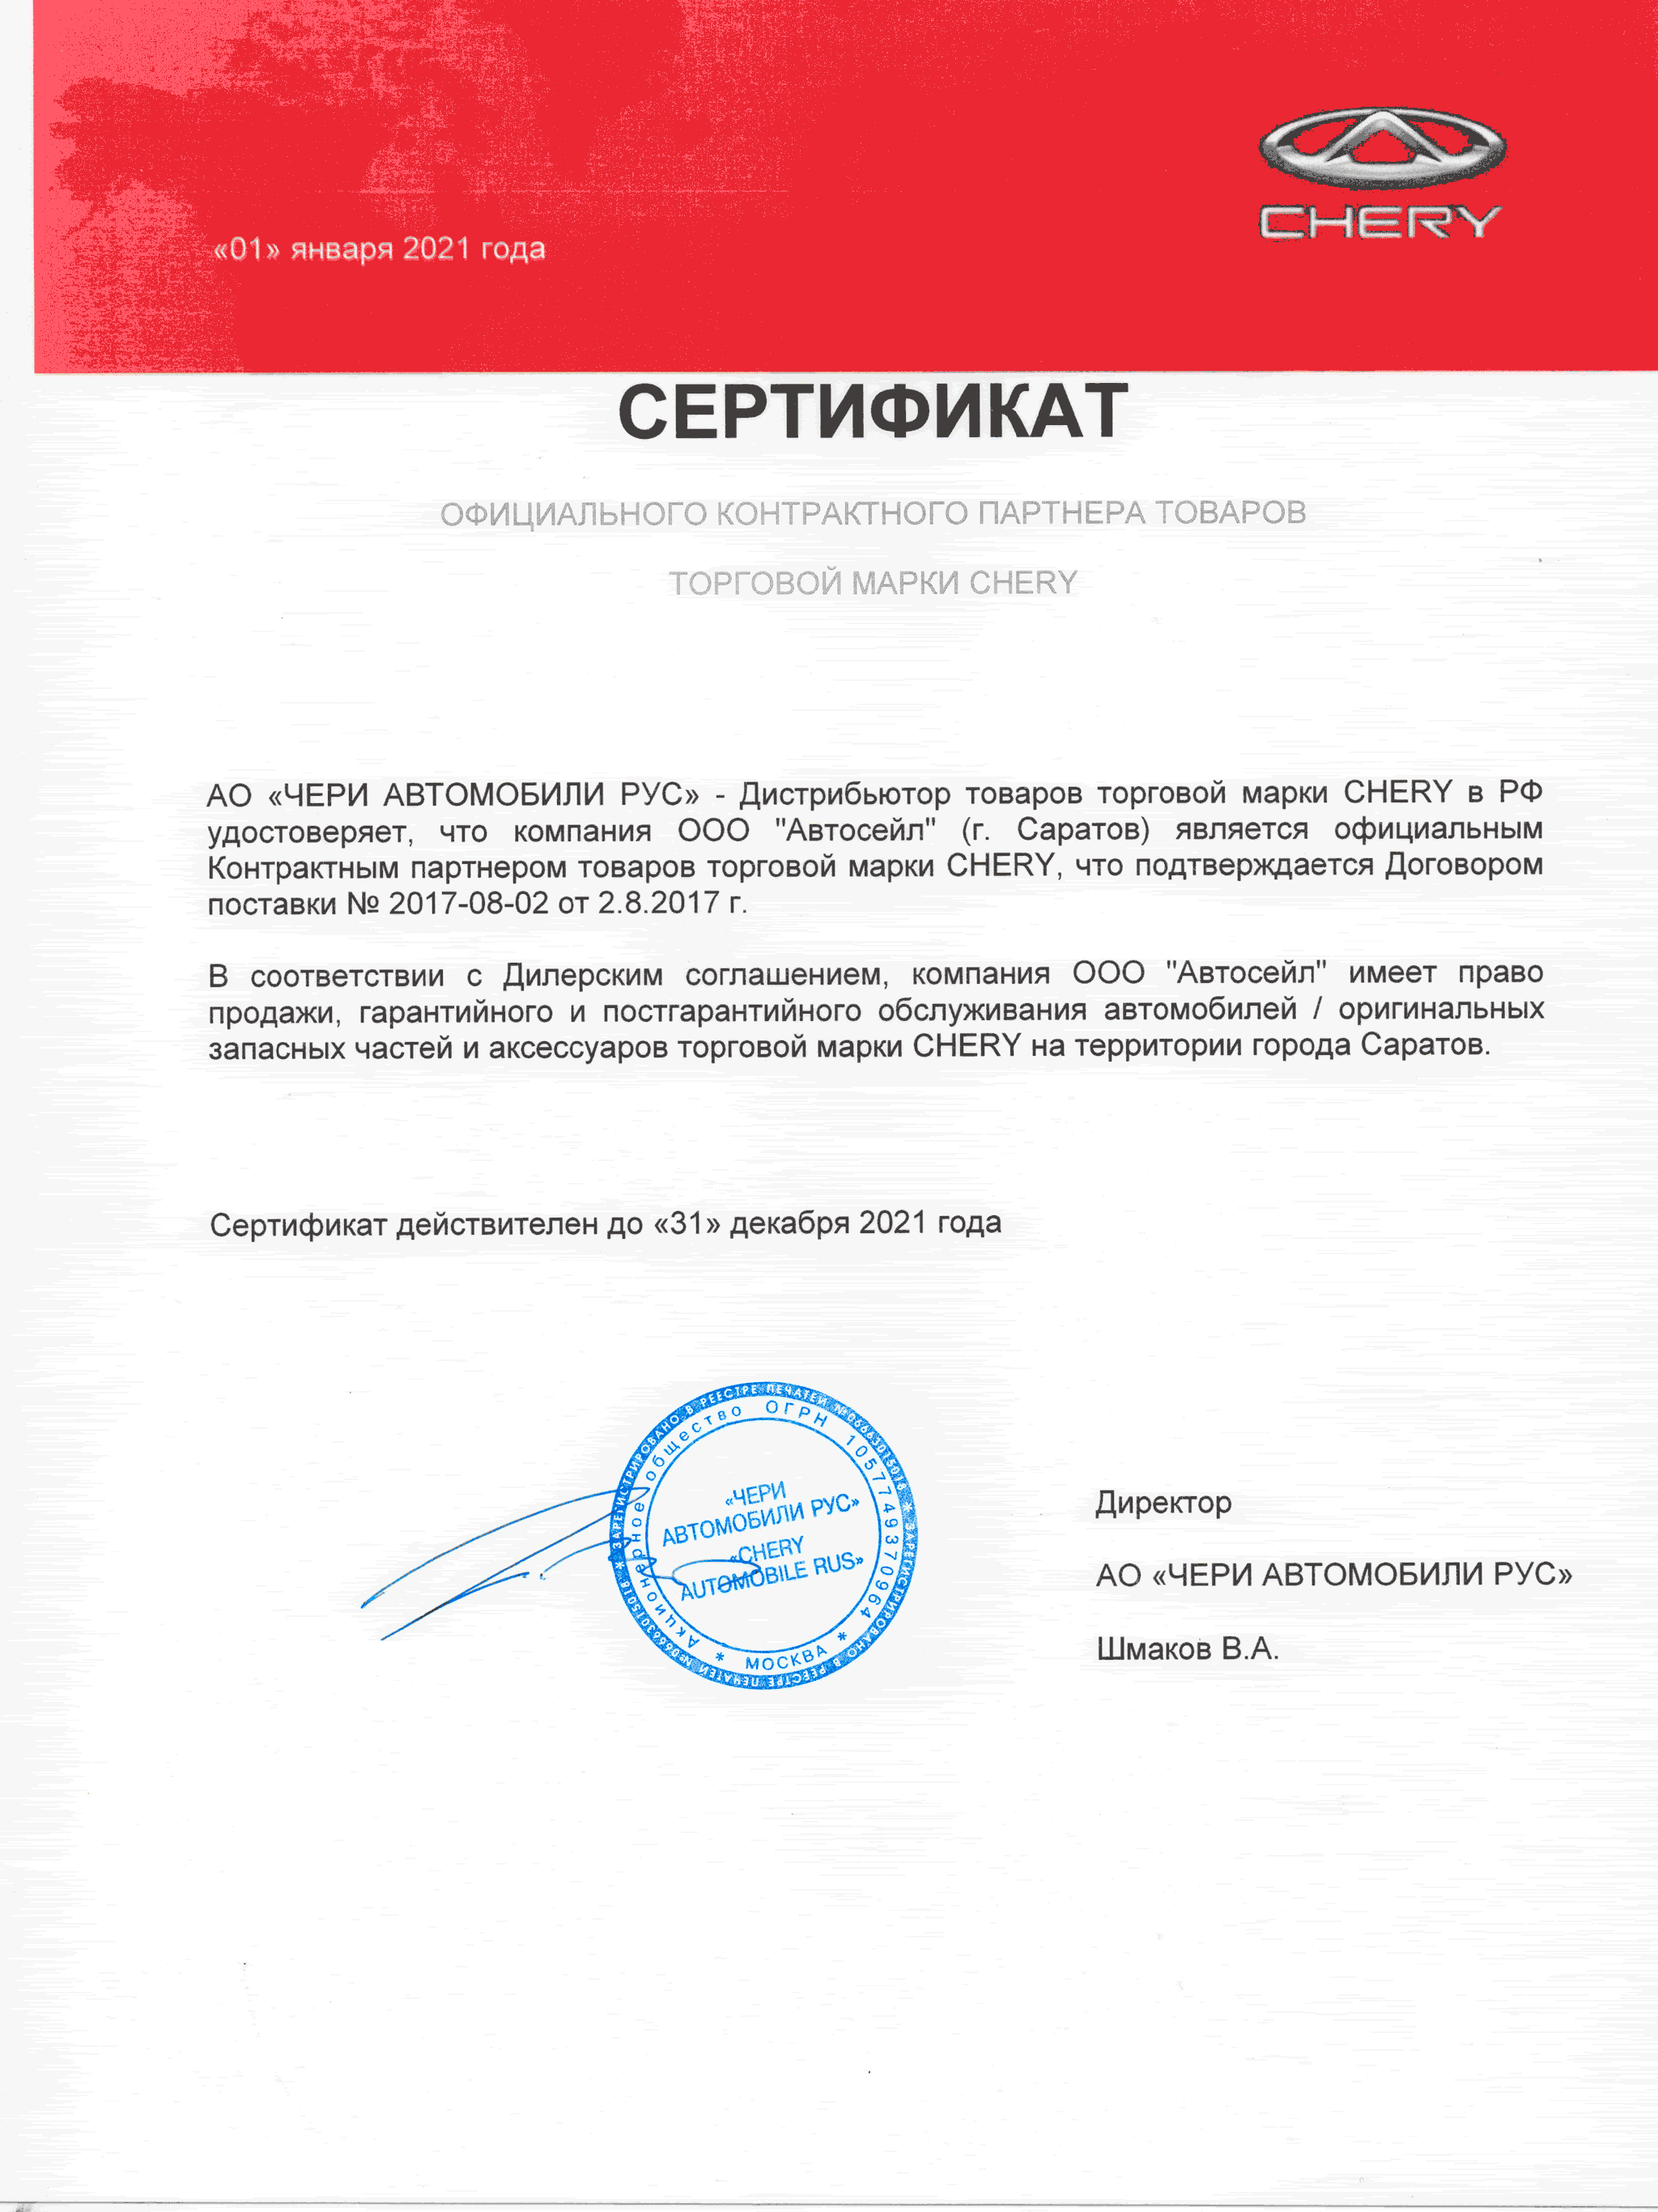 CHERY
«01» января 2021 года
СЕРТИФИКАТ
ОФИЦИАЛЬНОГО КОНТРАКТНОГО ПАРТНЕРА ТОВАРОВ
ТОРГОВОЙ МАРКИ CHERY
АО «ЧЕРИ АВТОМОБИЛИ РУС» - Дистрибьютор товаров торговой марки CHERY в РФ
удостоверяет, что компания ООО "Автосейл" (г. Саратов) является официальным
Контрактным партнером товаров торговой марки CHERY, что подтверждается Договором
поставки № 2017-08-02 от 2.8.2017 г.
В соответствии с Дилерским соглашением, компания ООО "Автосейл" имеет право
продажи, гарантийного и постгарантийного обслуживания автомобилей / оригинальных
запасных частей и аксессуаров торговой марки CHERY на территории города Саратов.
Сертификат действителен до «31» декабря 2021 года
ЗАРЕГИСТРИРОВАНО В РЕЕСТРЕ ПЕЧАТЕЙ
Акционерное общество ОГРН 1057749370964
* МОСКВА *
«ЧЕРИ
АВТОМОБИЛИ РУС»
«CHERY
AUTOMOBILE RUS»
Директор
АО «ЧЕРИ АВТОМОБИЛИ РУС»
Шмаков В.А.